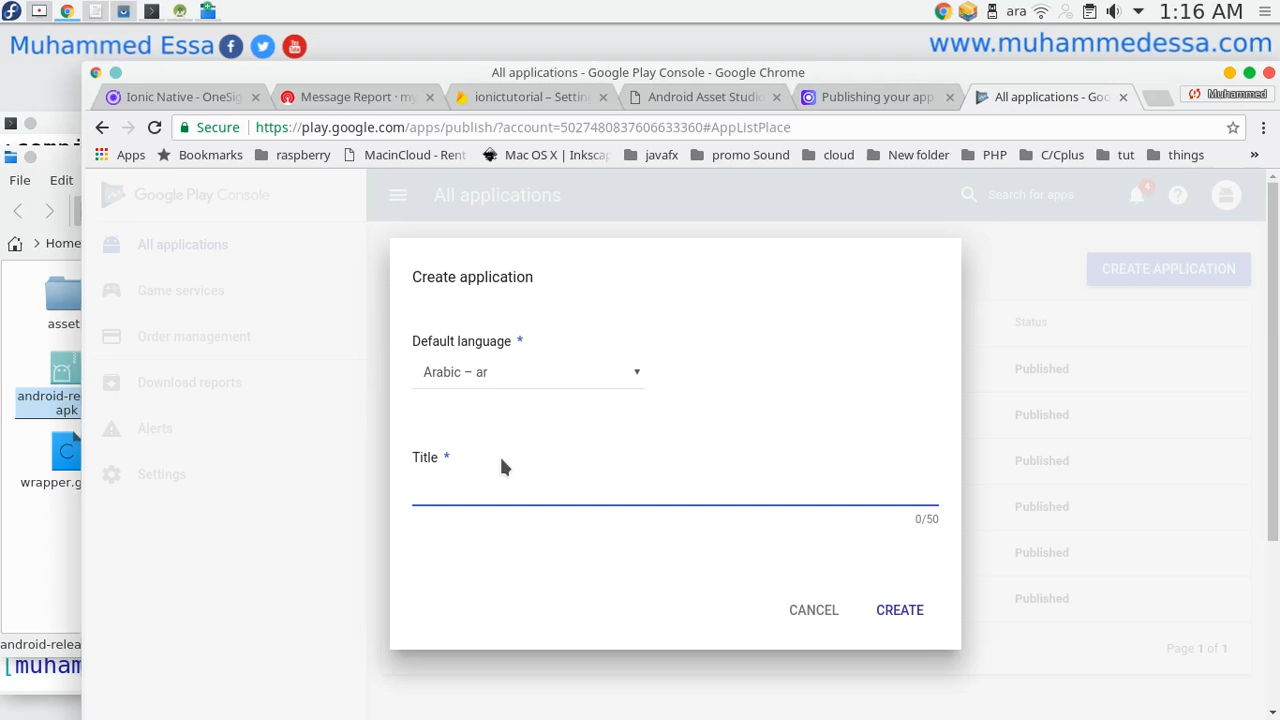 ara
1:16 AM
Muhammed Essa
www.muhammedessa.com
All applications - Google Play Console - Google Chrome
Ionic Native - OneSig
Message Report · my
ionictutorial – Settin
Android Asset Studio
Publishing your app
All applications - Goo
Muhammed
Secure
https://play.google.com/apps/publish/?account=5027480837606633360#AppListPlace
Apps
Bookmarks
raspberry
MacinCloud - Rent
Mac OS X | Inkscap
javafx
promo Sound
cloud
New folder
PHP
C/Cplus
tut
things
»
File
Edit
Home
asset
android-rel
apk
wrapper.g
android-relea
[muham
Google Play Console
All applications
Search for apps
4
All applications
Game services
Order management
Download reports
Alerts
Settings
CREATE APPLICATION
Status
Published
Published
Published
Published
Published
Published
Page 1 of 1
Create application
Default language *
Arabic – ar
Title *
0/50
CANCEL
CREATE